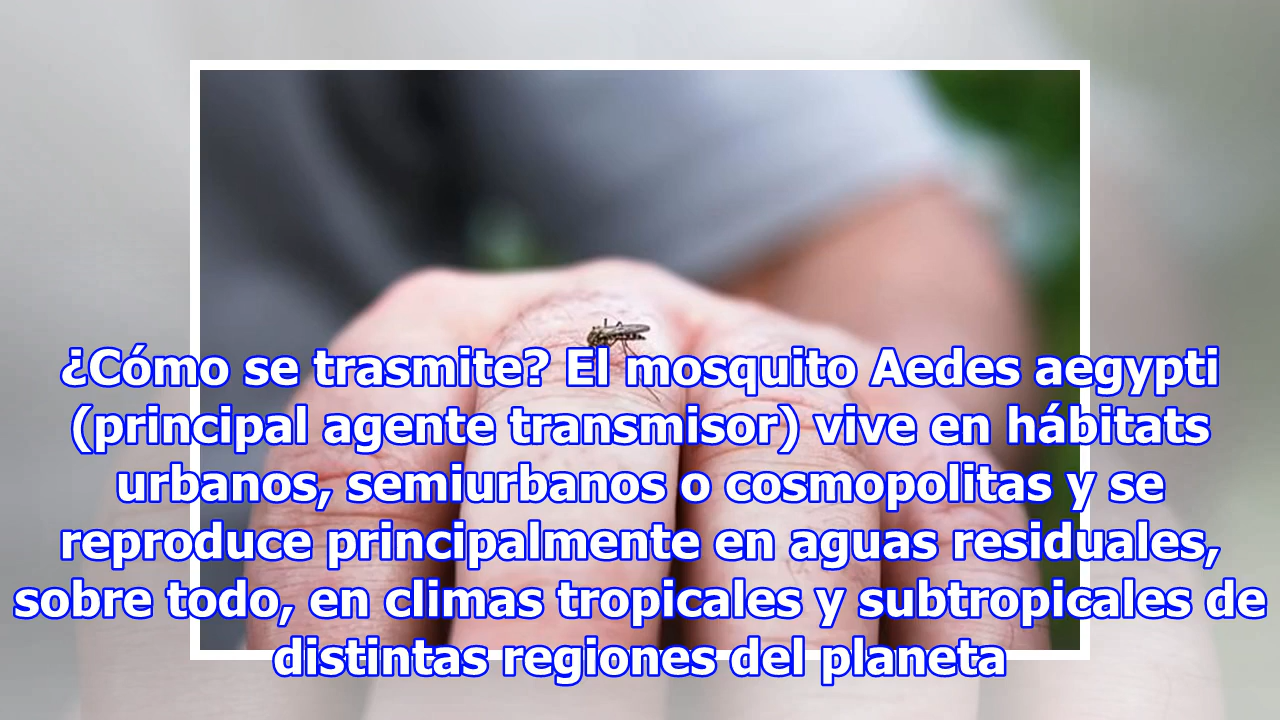 ¿Cómo se trasmite? El mosquito Aedes aegypti
(principal agente transmisor) vive en hábitats
urbanos, semiurbanos o cosmopolitas y se
reproduce principalmente en aguas residuales,
sobre todo, en climas tropicales y subtropicales de
distintas regiones del planeta